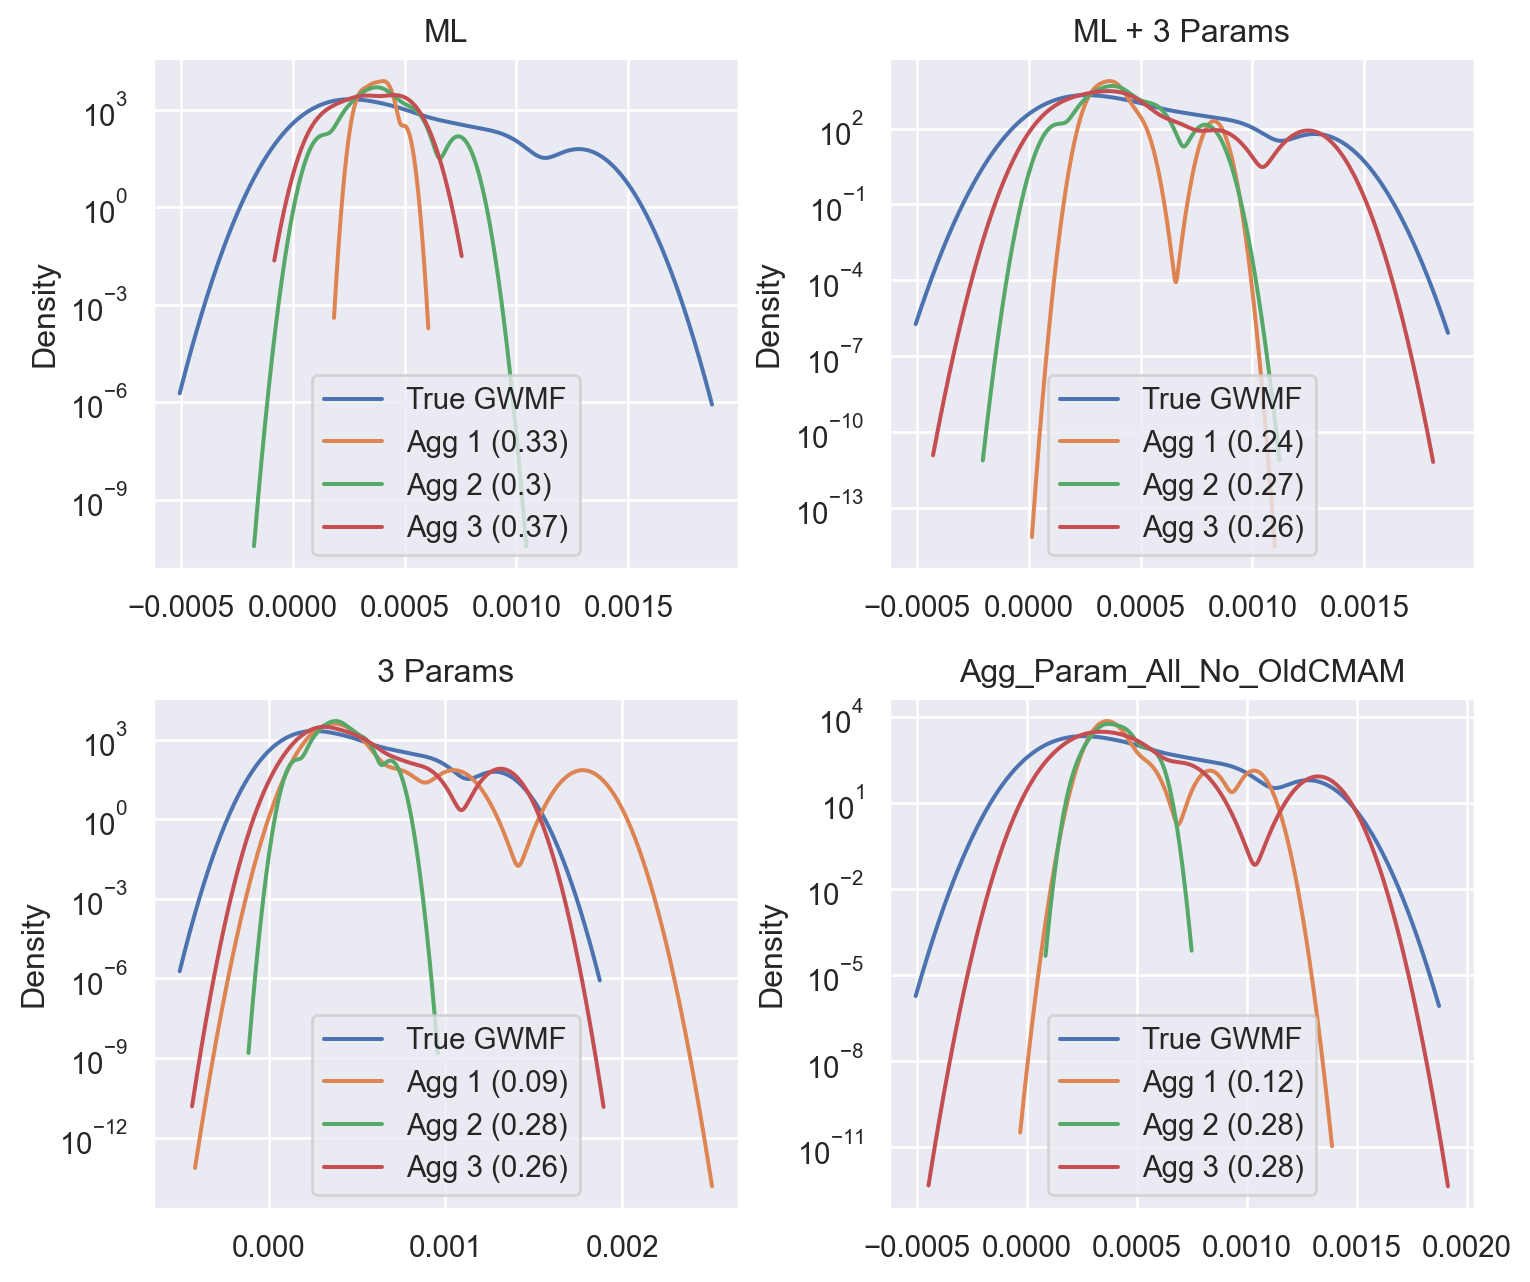 ML
Density
10^3
10^0
10^−3
10^−6
10^−9
True GWMF
Agg 1 (0.33)
Agg 2 (0.3)
Agg 3 (0.37)
−0.0005 0.0000 0.0005 0.0010 0.0015
ML + 3 Params
Density
10^2
10^−1
10^−4
10^−7
10^−10
10^−13
True GWMF
Agg 1 (0.24)
Agg 2 (0.27)
Agg 3 (0.26)
−0.0005 0.0000 0.0005 0.0010 0.0015
3 Params
Density
10^3
10^0
10^−3
10^−6
10^−9
10^−12
True GWMF
Agg 1 (0.09)
Agg 2 (0.28)
Agg 3 (0.26)
0.000 0.001 0.002
Agg_Param_All_No_OldCMAM
Density
10^4
10^1
10^−2
10^−5
10^−8
10^−11
True GWMF
Agg 1 (0.12)
Agg 2 (0.28)
Agg 3 (0.28)
−0.0005 0.0000 0.0005 0.0010 0.0015 0.0020